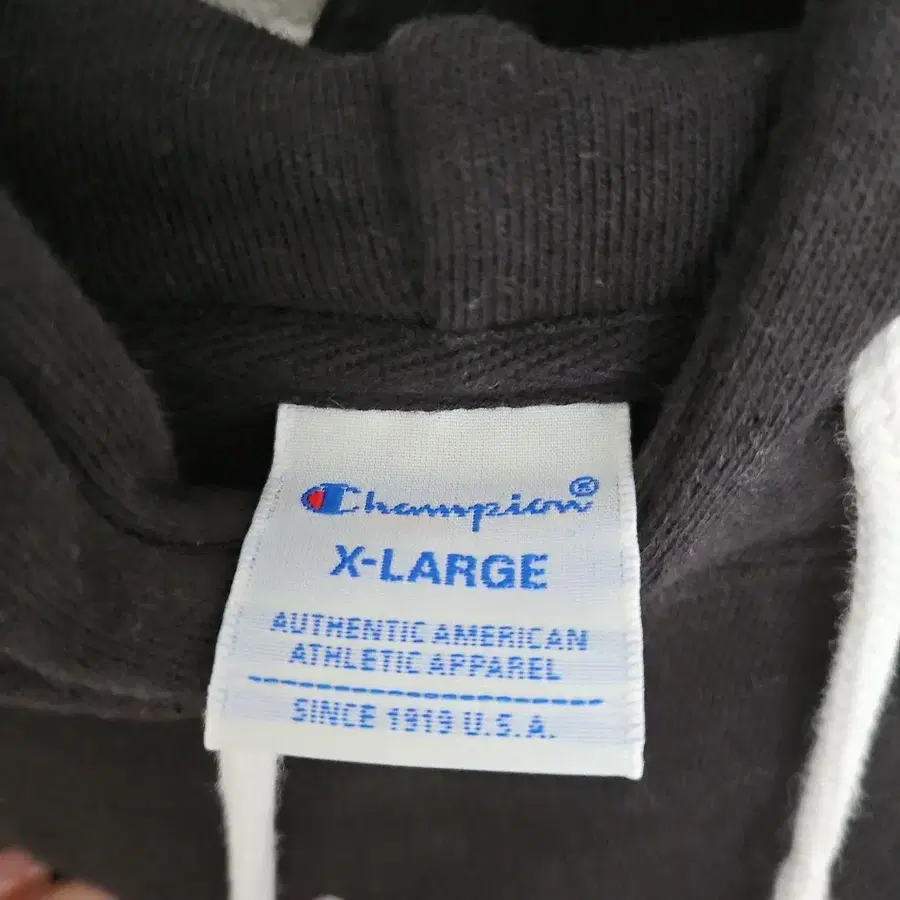 Champion®
X-LARGE
AUTHENTIC AMERICAN
ATHLETIC APPAREL
SINCE 1919 U.S.A.